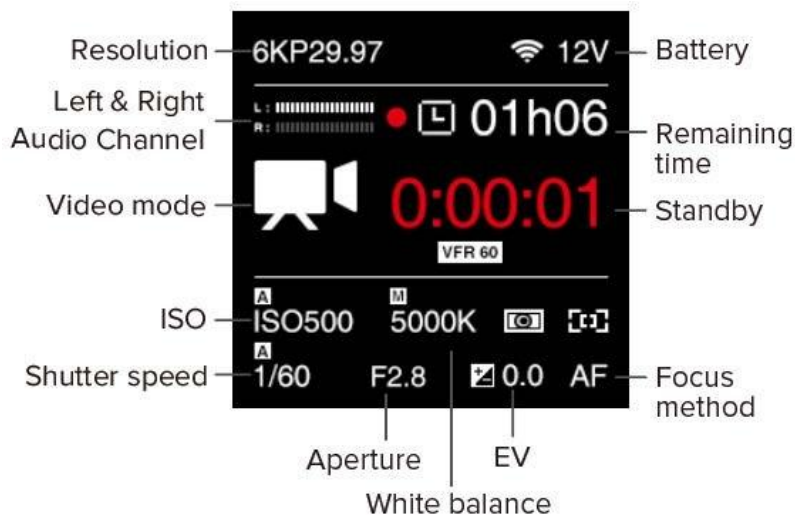 Resolution
6KP29.97
12V
Battery
Left & Right
Audio Channel
L:
R:
01h06
Remaining
time
Video mode
0:00:01
Standby
VFR 60
A
M
ISO
ISO500
5000K
A
Shutter speed
1/60
F2.8
0.0
AF
Focus
method
Aperture
EV
White balance